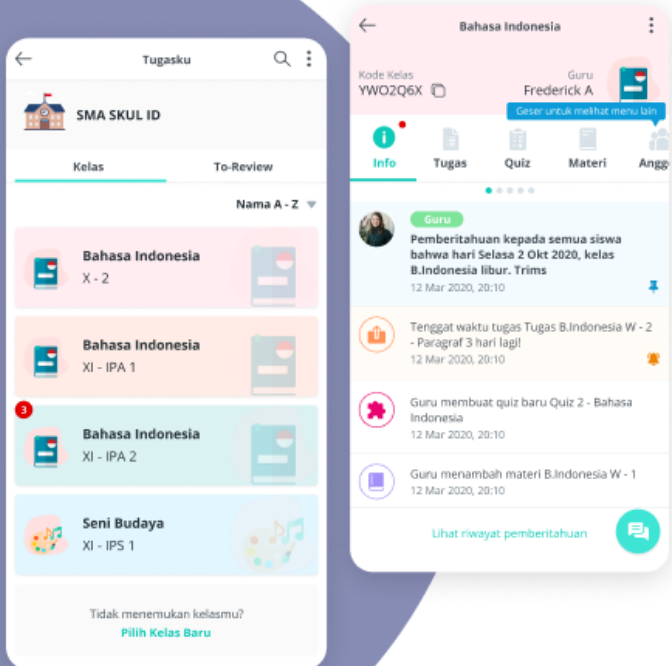 Tugasku
SMA SKUL ID
Kelas
To-Review
Nama A - Z
Bahasa Indonesia
X - 2
Bahasa Indonesia
XI - IPA 1
3
Bahasa Indonesia
XI - IPA 2
Seni Budaya
XI - IPS 1
Tidak menemukan kelasmu?
Pilih Kelas Baru
Bahasa Indonesia
Kode Kelas
YWO2Q6X
Guru
Frederick A
Geser untuk melihat menu lain
Info
Tugas
Quiz
Materi
Angg
Guru
Pemberitahuan kepada semua siswa
bahwa hari Selasa 2 Okt 2020, kelas
B.Indonesia libur. Trims
12 Mar 2020, 20:10
Tenggat waktu tugas Tugas B.Indonesia W - 2
- Paragraf 3 hari lagi!
12 Mar 2020, 20:10
Guru membuat quiz baru Quiz 2 - Bahasa
Indonesia
12 Mar 2020, 20:10
Guru menambah materi B.Indonesia W - 1
12 Mar 2020, 20:10
Lihat riwayat pemberitahuan